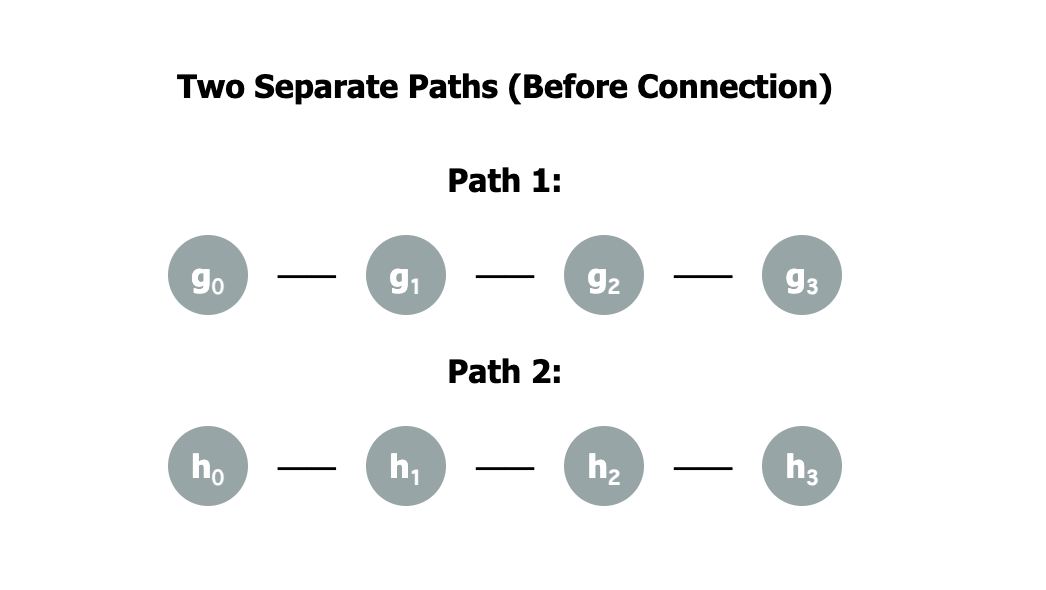 Two Separate Paths (Before Connection)
Path 1:
g₀ g₁ g₂ g₃
Path 2:
h₀ h₁ h₂ h₃